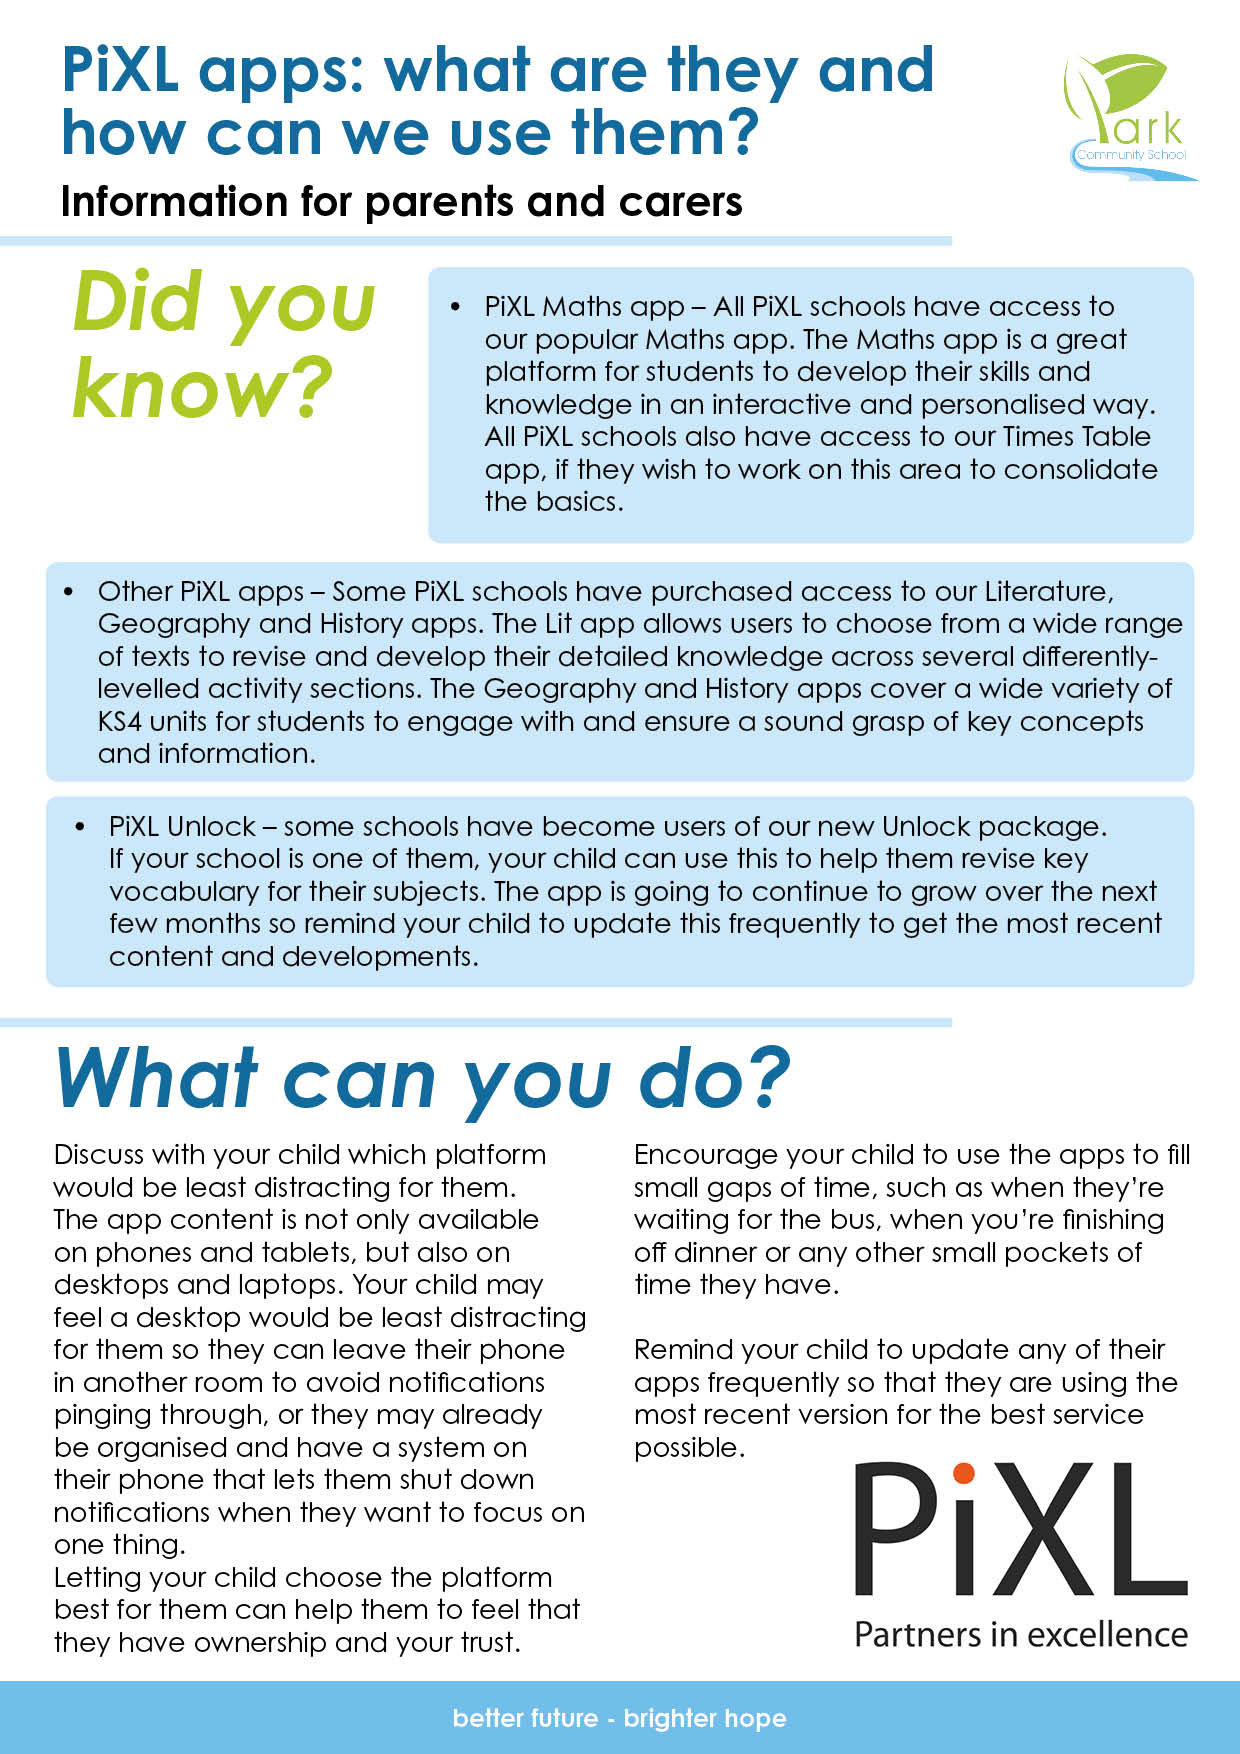 PiXL apps: what are they and
how can we use them?
Information for parents and carers
Park
Community School
Did you
know?
• PiXL Maths app – All PiXL schools have access to
our popular Maths app. The Maths app is a great
platform for students to develop their skills and
knowledge in an interactive and personalised way.
All PiXL schools also have access to our Times Table
app, if they wish to work on this area to consolidate
the basics.
• Other PiXL apps – Some PiXL schools have purchased access to our Literature,
Geography and History apps. The Lit app allows users to choose from a wide range
of texts to revise and develop their detailed knowledge across several differently-
levelled activity sections. The Geography and History apps cover a wide variety of
KS4 units for students to engage with and ensure a sound grasp of key concepts
and information.
• PiXL Unlock – some schools have become users of our new Unlock package.
If your school is one of them, your child can use this to help them revise key
vocabulary for their subjects. The app is going to continue to grow over the next
few months so remind your child to update this frequently to get the most recent
content and developments.
What can you do?
Discuss with your child which platform
would be least distracting for them.
The app content is not only available
on phones and tablets, but also on
desktops and laptops. Your child may
feel a desktop would be least distracting
for them so they can leave their phone
in another room to avoid notifications
pinging through, or they may already
be organised and have a system on
their phone that lets them shut down
notifications when they want to focus on
one thing.
Letting your child choose the platform
best for them can help them to feel that
they have ownership and your trust.
Encourage your child to use the apps to fill
small gaps of time, such as when they’re
waiting for the bus, when you’re finishing
off dinner or any other small pockets of
time they have.
Remind your child to update any of their
apps frequently so that they are using the
most recent version for the best service
possible.
PiXL
Partners in excellence
better future - brighter hope